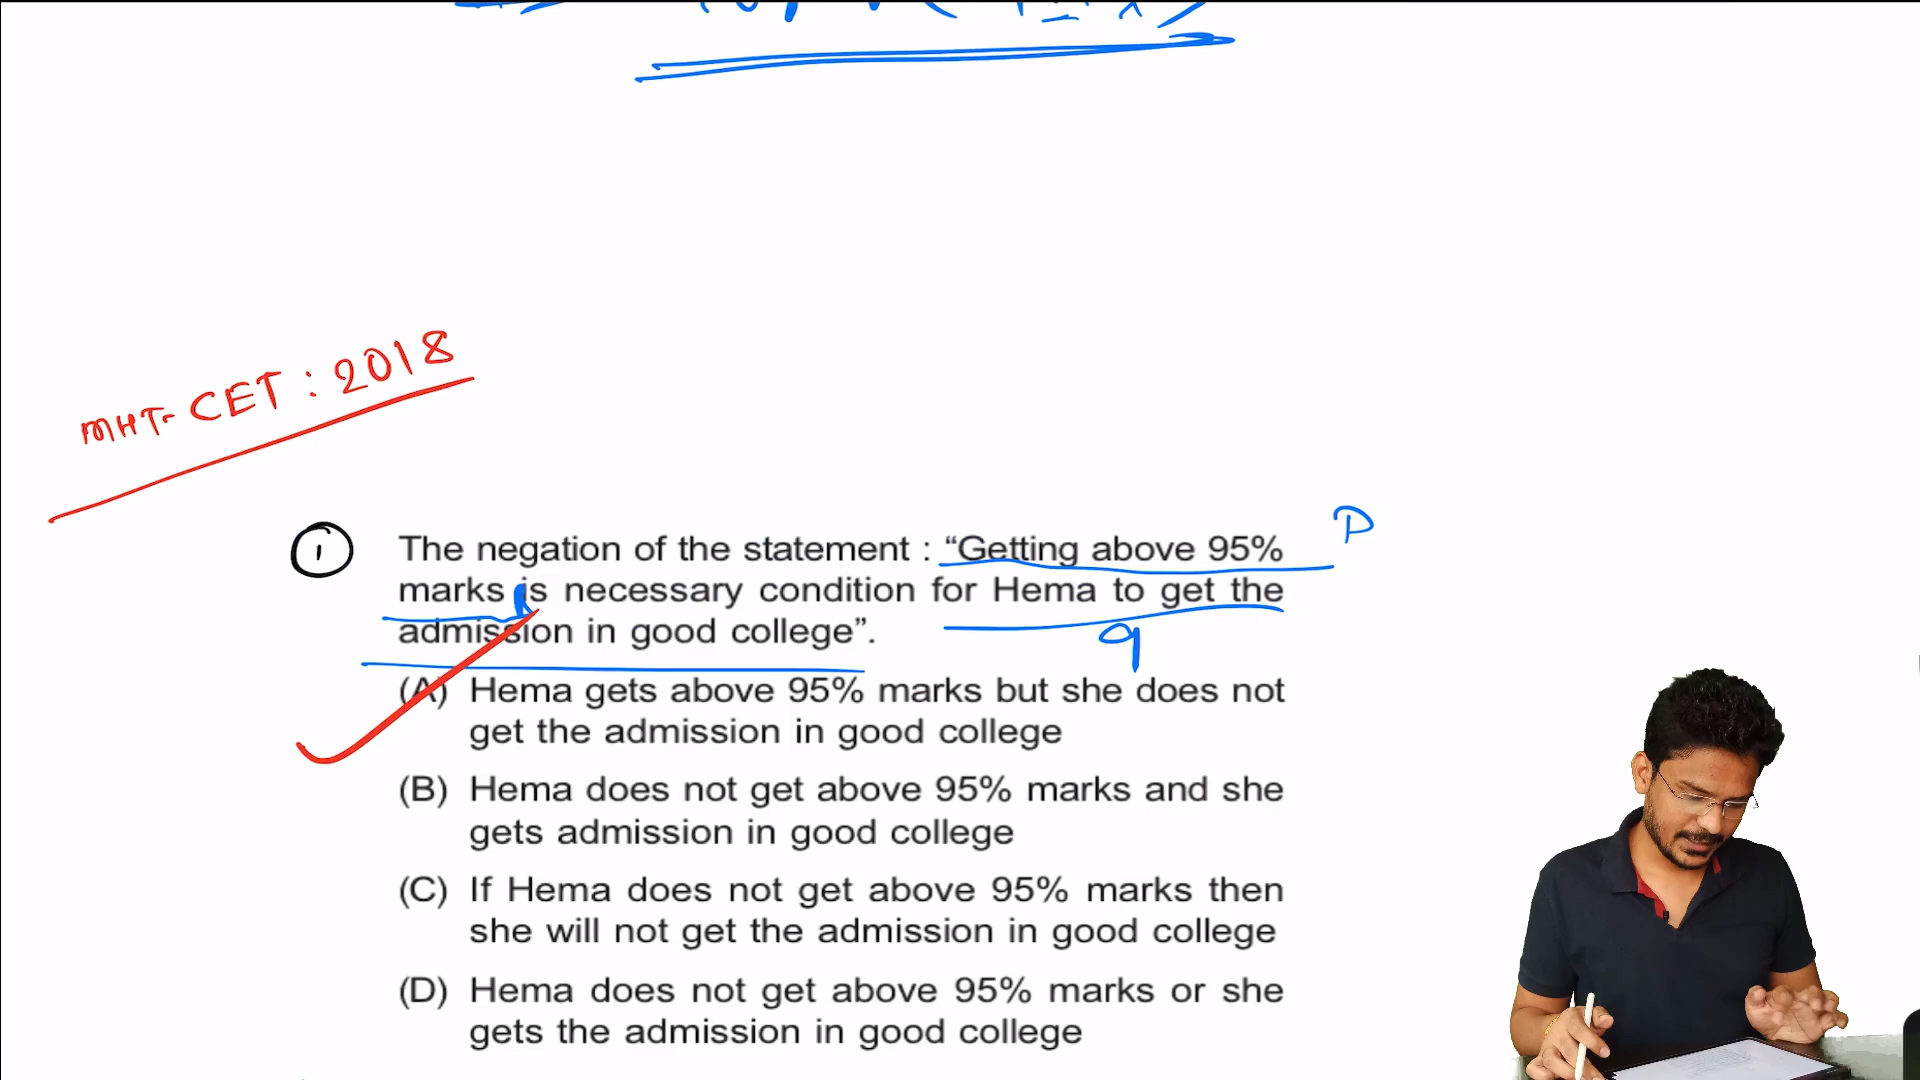 MHT- CET : 2018
P
1 The negation of the statement : “Getting above 95%
marks is necessary condition for Hema to get the
q
admission in good college”.
(A) Hema gets above 95% marks but she does not
get the admission in good college
(B) Hema does not get above 95% marks and she
gets admission in good college
(C) If Hema does not get above 95% marks then
she will not get the admission in good college
(D) Hema does not get above 95% marks or she
gets the admission in good college